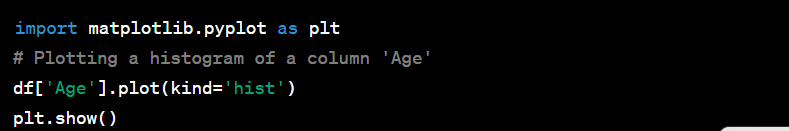 import matplotlib.pyplot as plt
# Plotting a histogram of a column 'Age'
df['Age'].plot(kind='hist')
plt.show()